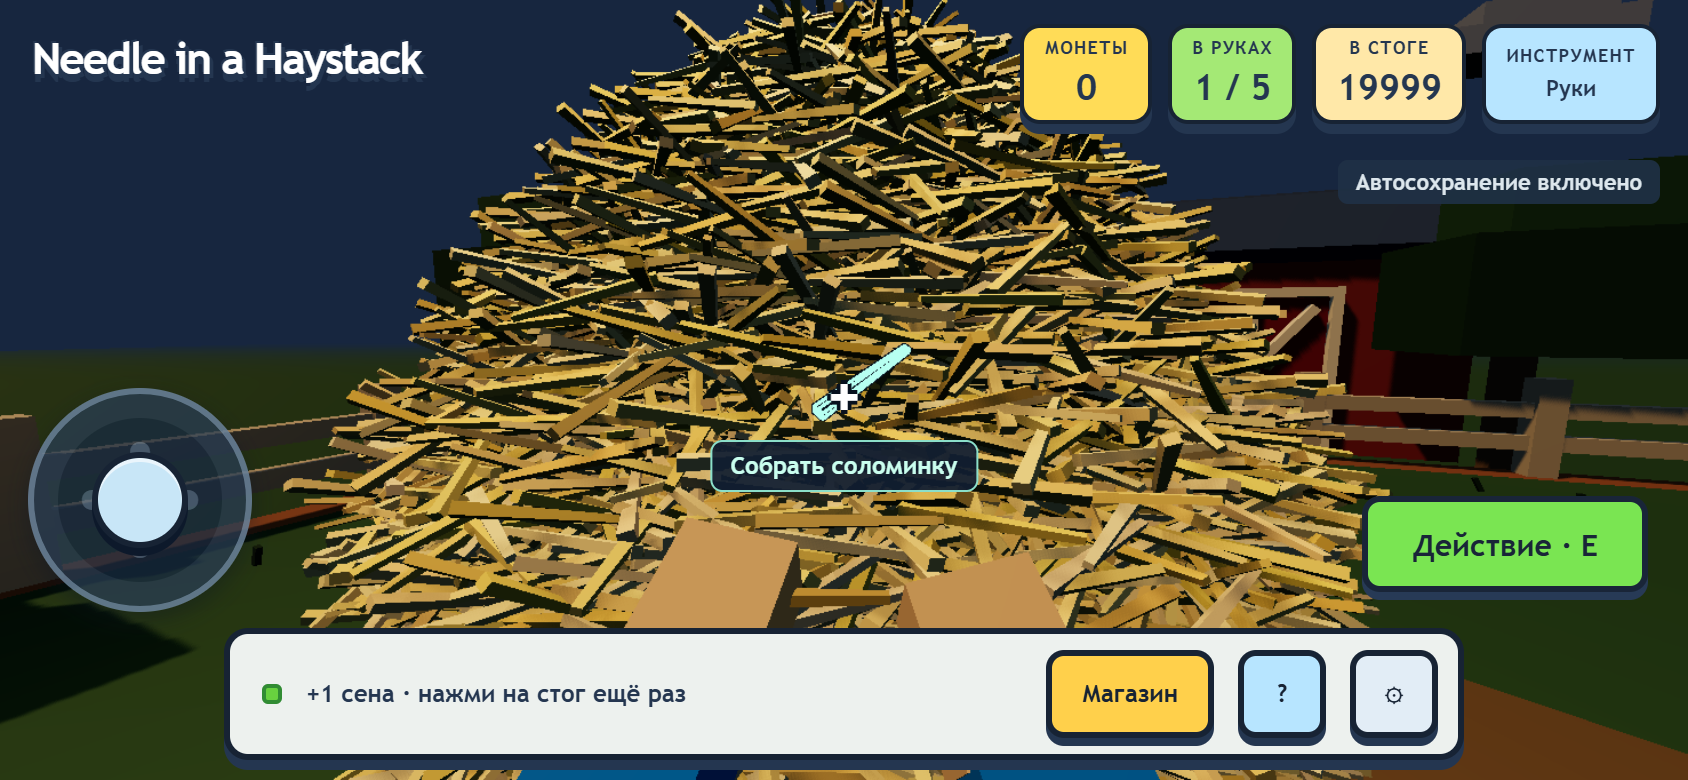 Needle in a Haystack
МОНЕТЫ
0
В РУКАХ
1 / 5
В СТОГЕ
19999
ИНСТРУМЕНТ
Руки
Автосохранение включено
Собрать соломинку
Действие · E
+1 сена · нажми на стог ещё раз
Магазин
?